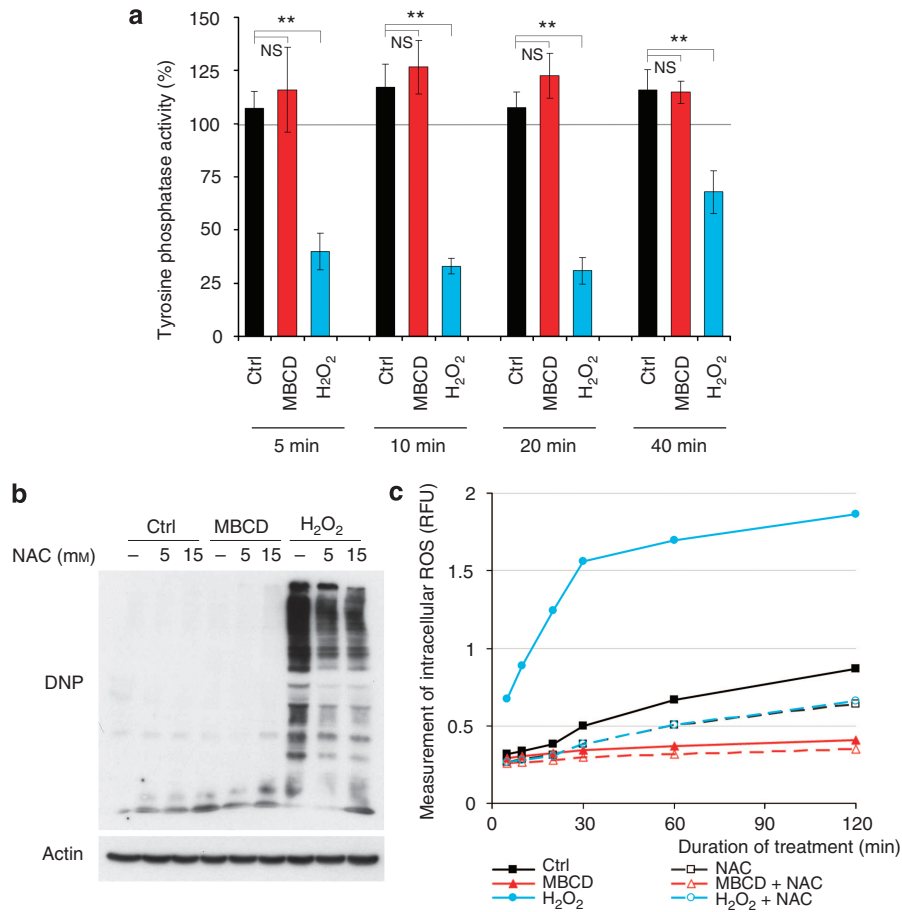 a
Tyrosine phosphatase activity (%)
150
125
100
75
50
25
0
** ** ** **
NS NS NS NS
Ctrl MBCD H₂O₂ Ctrl MBCD H₂O₂ Ctrl MBCD H₂O₂ Ctrl MBCD H₂O₂
5 min 10 min 20 min 40 min
b
Ctrl MBCD H₂O₂
NAC (mM) – 5 15 – 5 15 – 5 15
DNP
Actin
c
Measurement of intracellular ROS (RFU)
2
1.5
1
0.5
0
0 30 60 90 120
Duration of treatment (min)
Ctrl NAC
MBCD MBCD + NAC
H₂O₂ H₂O₂ + NAC